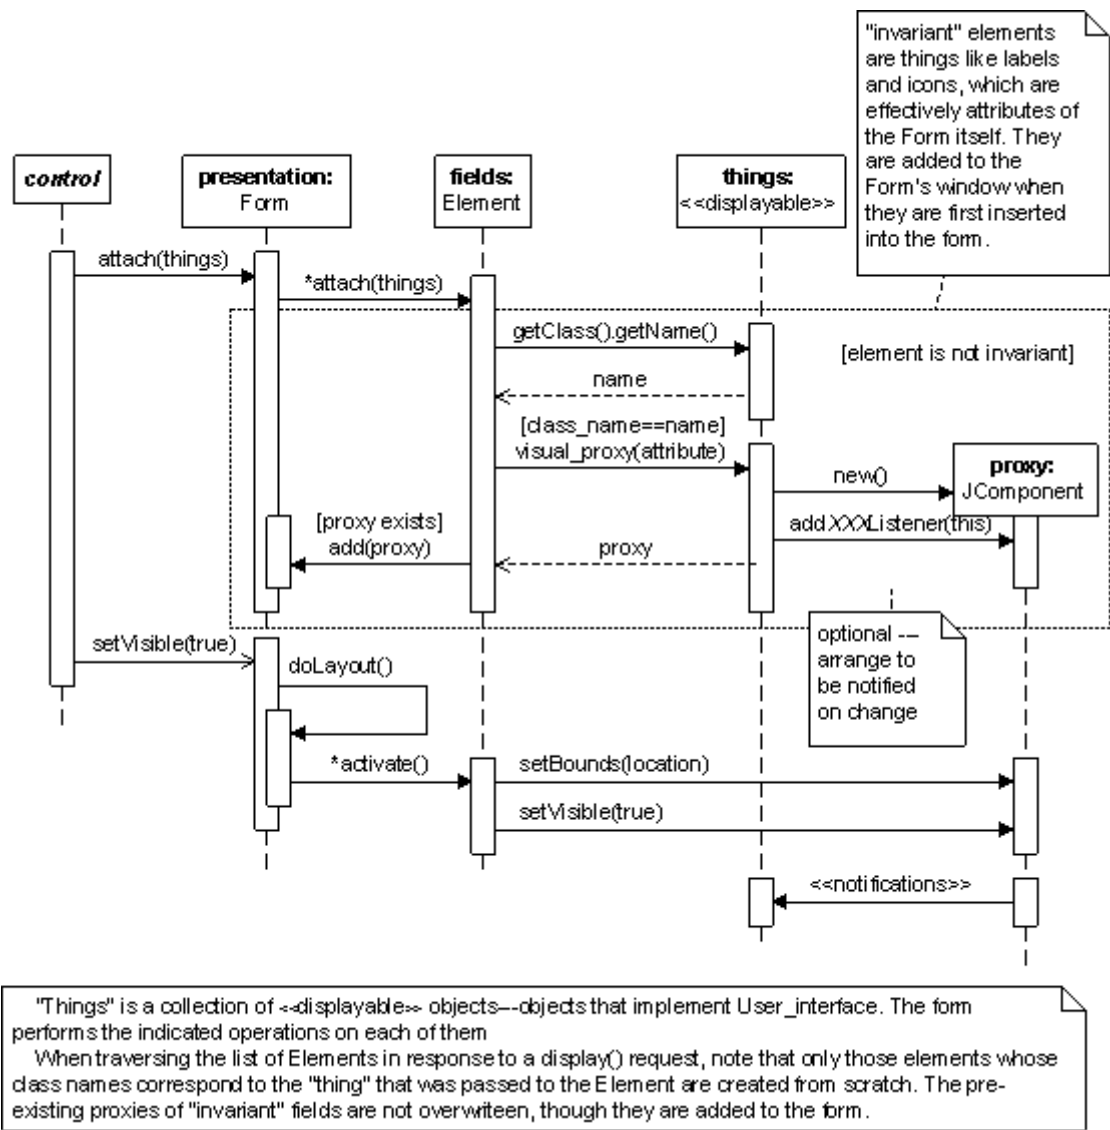 "invariant" elements
are things like labels
and icons, which are
effectively attributes of
the Form itself. They
are added to the
Form's window when
they are first inserted
into the form.
control
presentation:
Form
fields:
Element
things:
<<displayable>>
attach(things)
*attach(things)
getClass().getName()
[element is not invariant]
name
[class_name==name]
visual_proxy(attribute)
new()
proxy:
JComponent
addXXXListener(this)
[proxy exists]
add(proxy)
proxy
setVisible(true)
doLayout()
optional ---
arrange to
be notified
on change
*activate()
setBounds(location)
setVisible(true)
<<notifications>>
"Things" is a collection of <<displayable>> objects---objects that implement User_interface. The form
performs the indicated operations on each of them
When traversing the list of Elements in response to a display() request, note that only those elements whose
class names correspond to the "thing" that was passed to the Element are created from scratch. The pre-
existing proxies of "invariant" fields are not overwriteen, though they are added to the form.